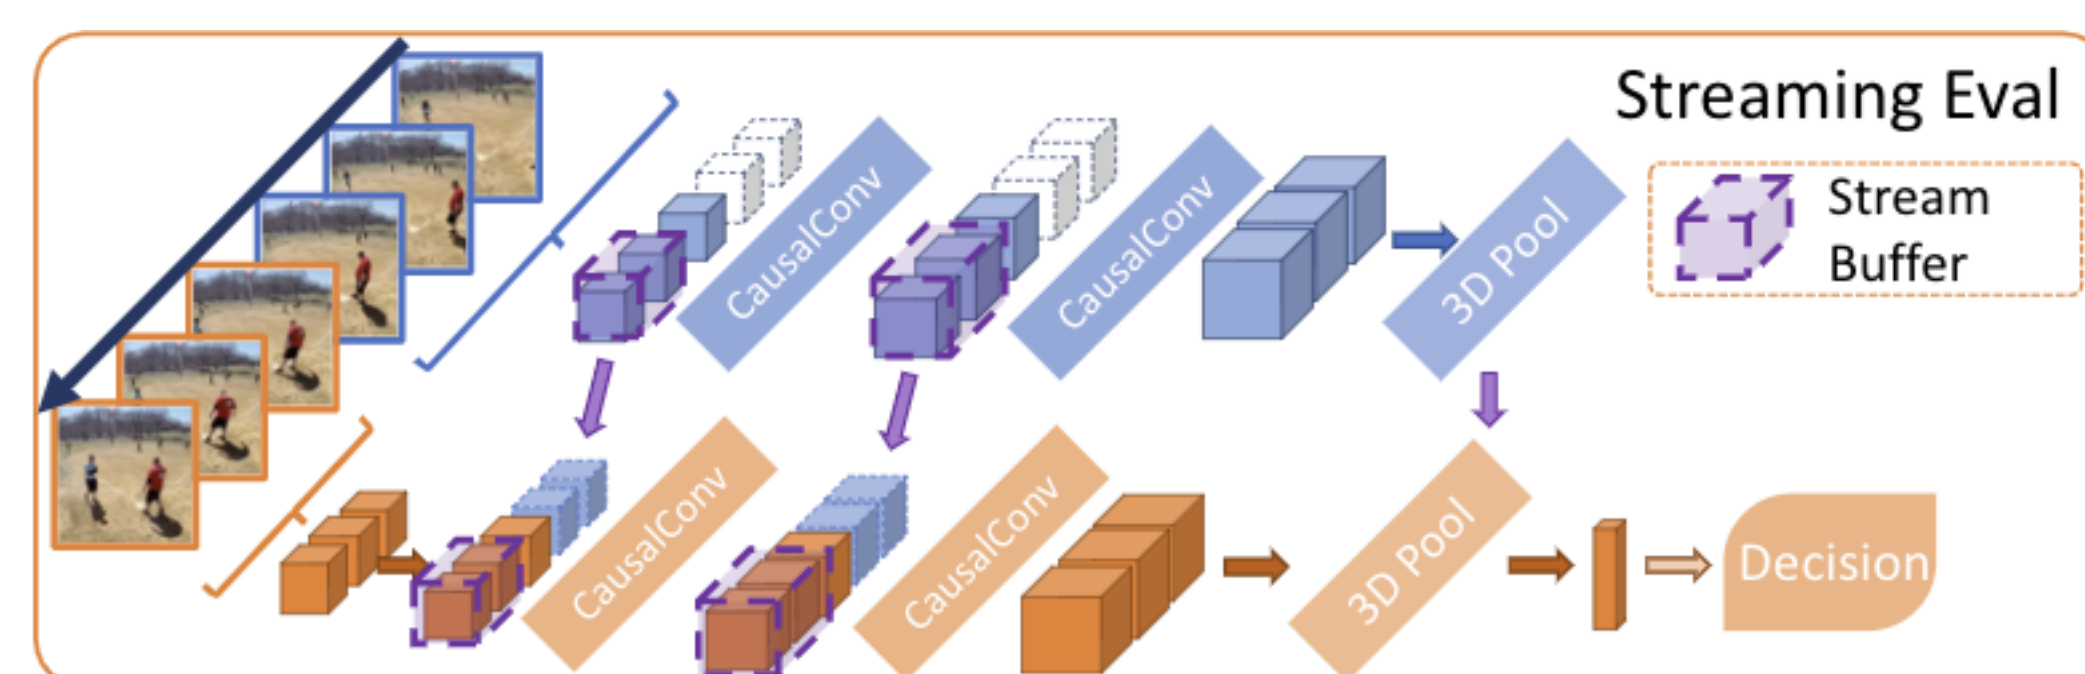 Streaming Eval
Stream
Buffer
CausalConv
CausalConv
3D Pool
CausalConv
CausalConv
3D Pool
Decision